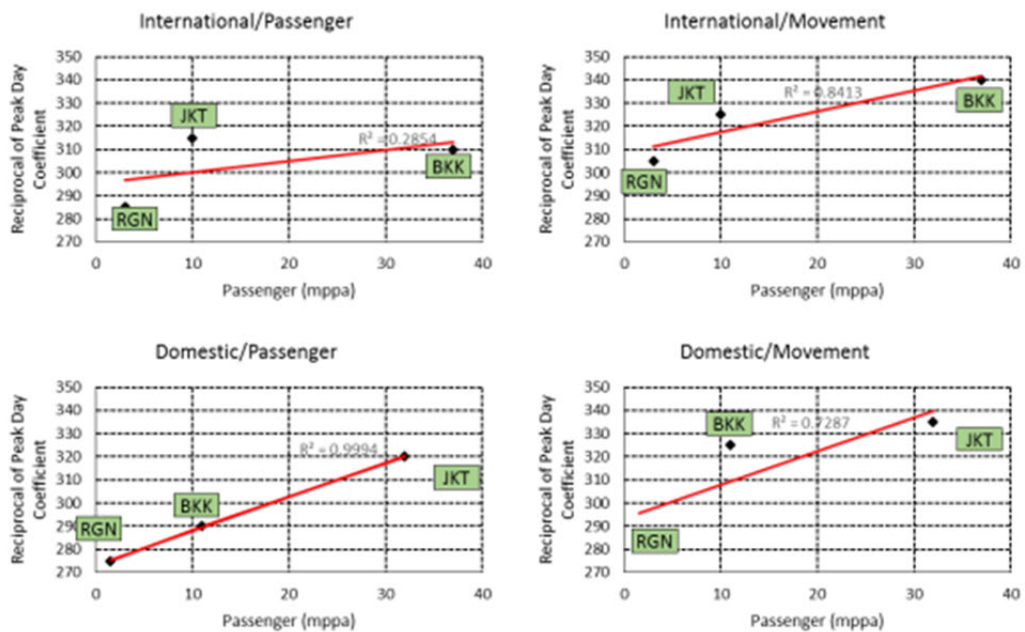 International/Passenger
Reciprocal of Peak Day
Coefficient
350
340
330
320
310
300
290
280
270
JKT
R² = 0.2854
BKK
RGN
0 10 20 30 40
Passenger (mppa)
International/Movement
Reciprocal of Peak Day
Coefficient
350
340
330
320
310
300
290
280
270
JKT
R² = 0.8413
BKK
RGN
0 10 20 30 40
Passenger (mppa)
Domestic/Passenger
Reciprocal of Peak Day
Coefficient
350
340
330
320
310
300
290
280
270
R² = 0.9994
JKT
BKK
RGN
0 10 20 30 40
Passenger (mppa)
Domestic/Movement
Reciprocal of Peak Day
Coefficient
350
340
330
320
310
300
290
280
270
BKK
R² = 0.7287
JKT
RGN
0 10 20 30 40
Passenger (mppa)